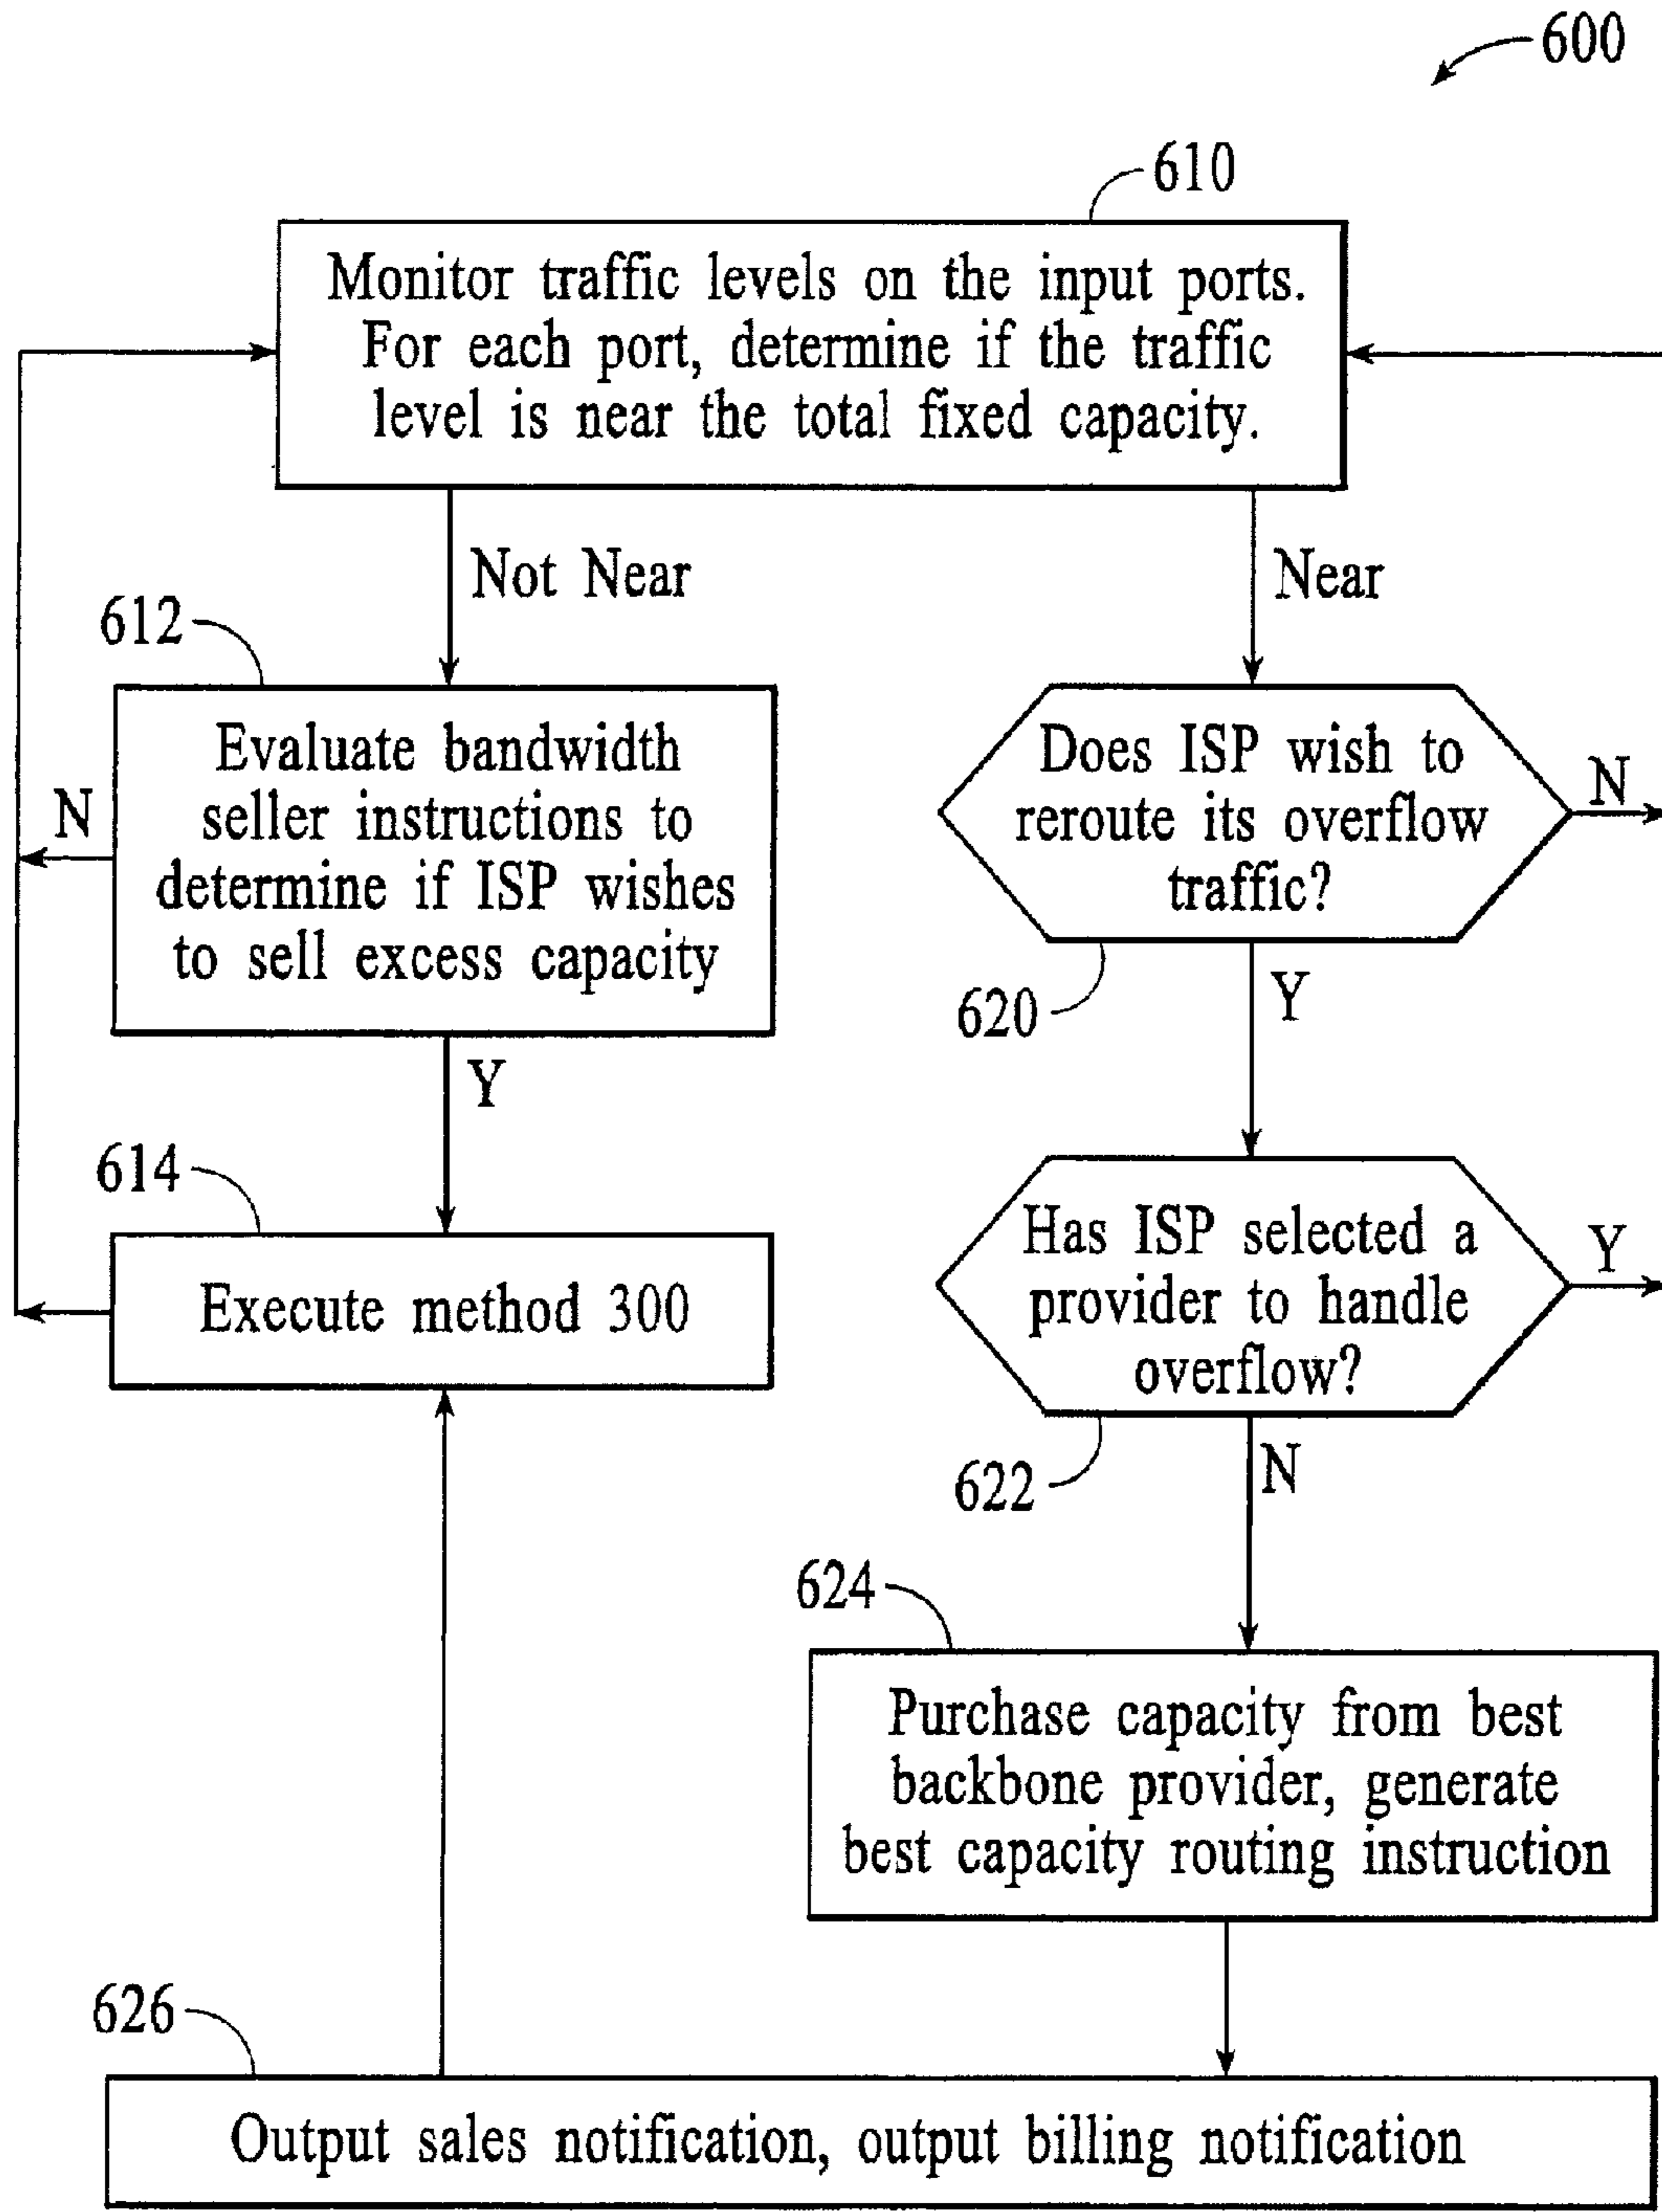 600
610
Monitor traffic levels on the input ports.
For each port, determine if the traffic
level is near the total fixed capacity.
Not Near
Near
612
Evaluate bandwidth
seller instructions to
determine if ISP wishes
to sell excess capacity
N
Y
Does ISP wish to
reroute its overflow
traffic?
N
620
Y
614
Execute method 300
Has ISP selected a
provider to handle
overflow?
Y
622
N
624
Purchase capacity from best
backbone provider, generate
best capacity routing instruction
626
Output sales notification, output billing notification